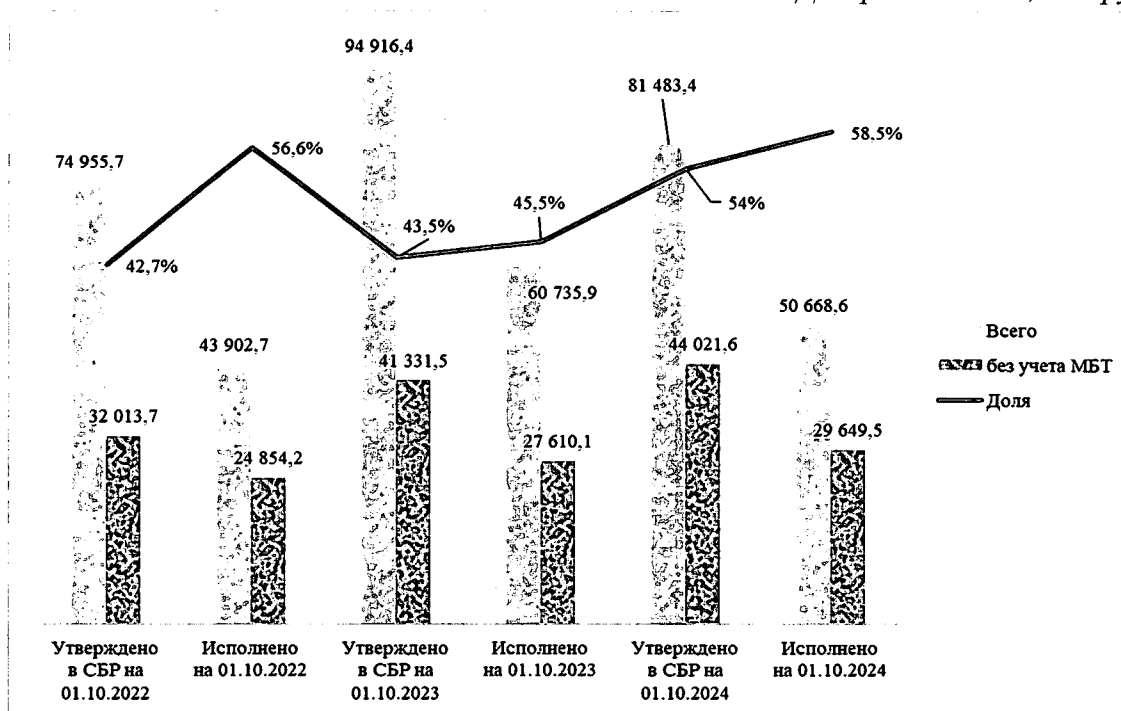 94 916,4
81 483,4
58,5%
56,6%
74 955,7
45,5%
54%
43,5%
42,7%
60 735,9
50 668,6
Всего
43 902,7
41 331,5
44 021,6
без учета МБТ
Доля
32 013,7
29 649,5
27 610,1
24 854,2
Утверждено
в СБР на
01.10.2022
Исполнено
на 01.10.2022
Утверждено
в СБР на
01.10.2023
Исполнено
на 01.10.2023
Утверждено
в СБР на
01.10.2024
Исполнено
на 01.10.2024